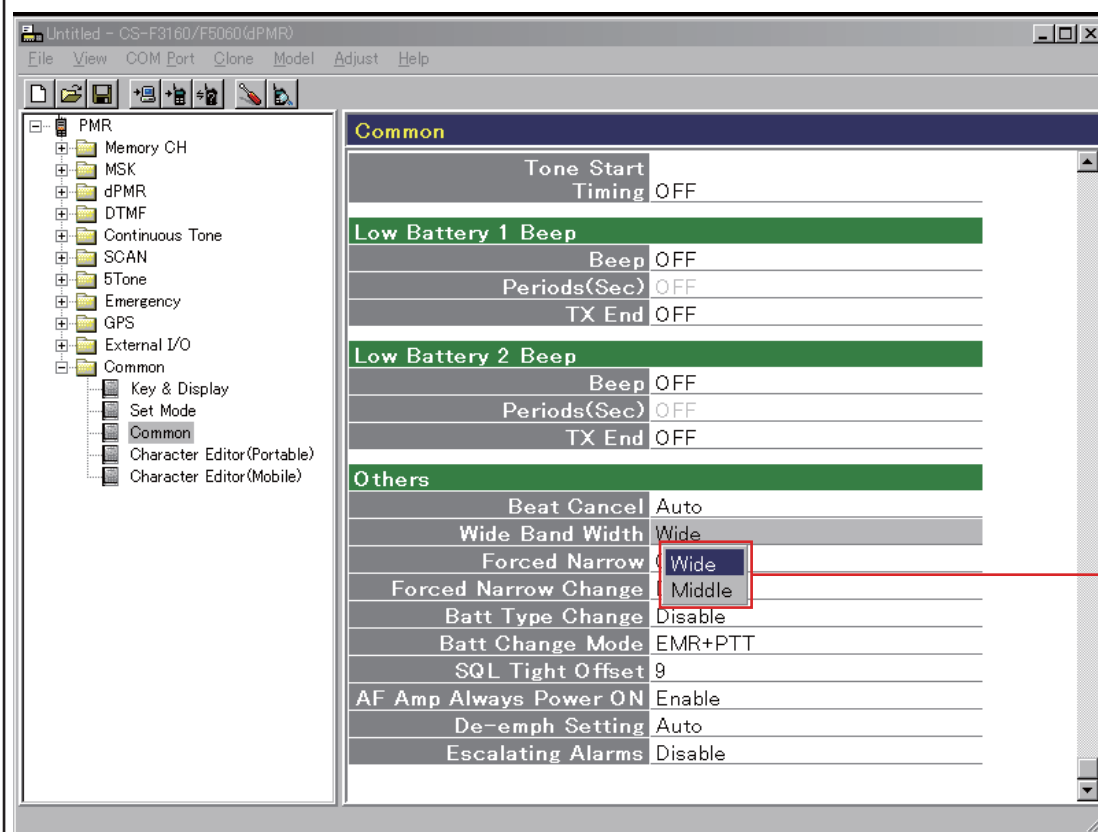 Untitled - CS-F3160/F5060(dPMR)
File View COM Port Clone Model Adjust Help
PMR
Memory CH
MSK
dPMR
DTMF
Continuous Tone
SCAN
5Tone
Emergency
GPS
External I/O
Common
Key & Display
Set Mode
Common
Character Editor(Portable)
Character Editor(Mobile)
Common
Tone Start
Timing OFF
Low Battery 1 Beep
Beep OFF
Periods(Sec) OFF
TX End OFF
Low Battery 2 Beep
Beep OFF
Periods(Sec) OFF
TX End OFF
Others
Beat Cancel Auto
Wide Band Width Wide
Forced Narrow
Wide
Forced Narrow Change
Middle
Batt Type Change Disable
Batt Change Mode EMR+PTT
SQL Tight Offset 9
AF Amp Always Power ON Enable
De-emph Setting Auto
Escalating Alarms Disable